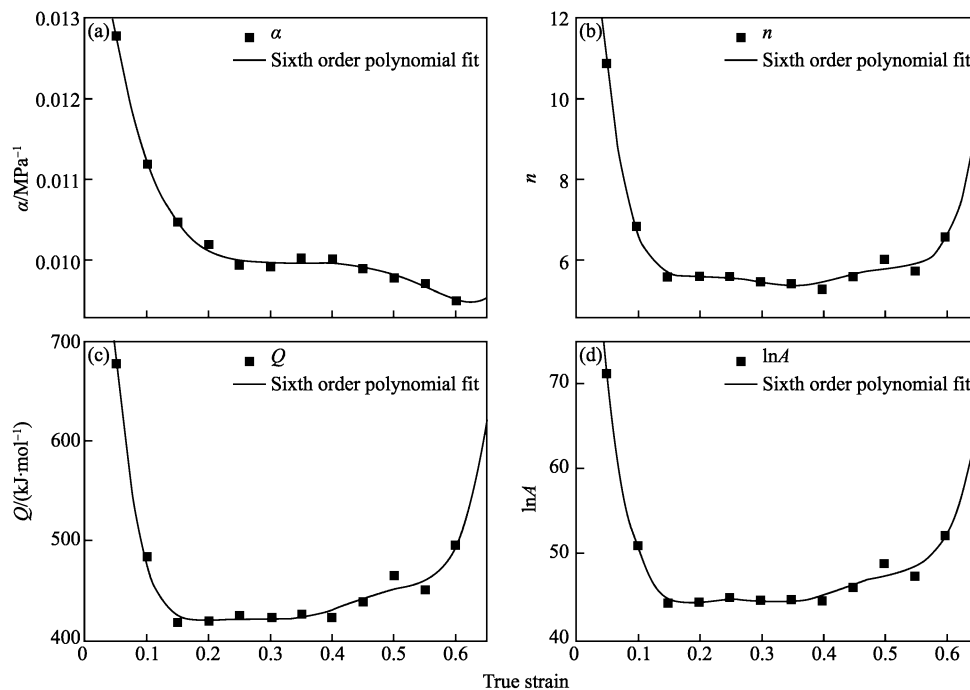 (a)
α
Sixth order polynomial fit
0.013
0.012
0.011
0.010
α/MPa⁻¹
(b)
n
Sixth order polynomial fit
12
10
8
6
n
(c)
Q
Sixth order polynomial fit
700
600
500
400
Q/(kJ·mol⁻¹)
0 0.1 0.2 0.3 0.4 0.5 0.6
(d)
lnA
Sixth order polynomial fit
70
60
50
40
lnA
0 0.1 0.2 0.3 0.4 0.5 0.6
True strain